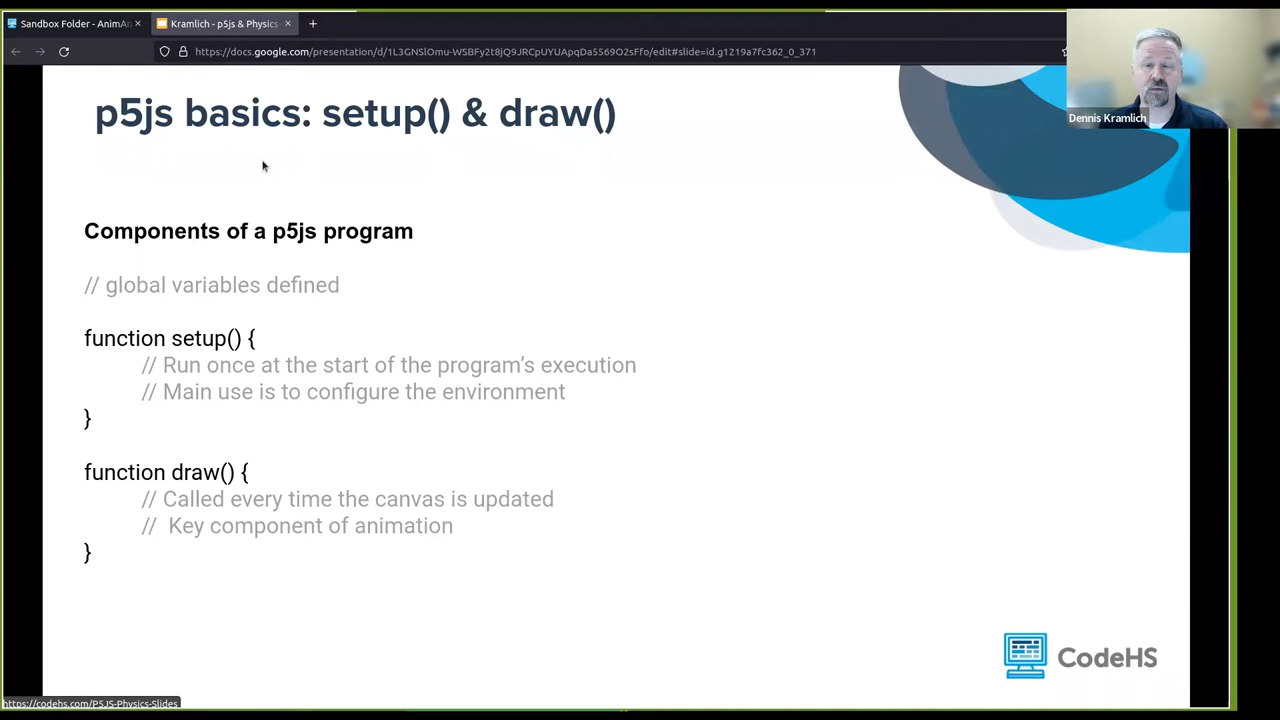 Sandbox Folder - AnimAn
Kramlich - p5js & Physics
https://docs.google.com/presentation/d/1L3GNSlOmu-WSBFy2t8jQ9JRCpUYUApqDa5569O2sFfo/edit#slide=id.g1219a7fc362_0_371
Dennis Kramlich
p5js basics: setup() & draw()
Components of a p5js program
// global variables defined
function setup() {
// Run once at the start of the program’s execution
// Main use is to configure the environment
}
function draw() {
// Called every time the canvas is updated
// Key component of animation
}
CodeHS
https://codehs.com/P5JS-Physics-Slides